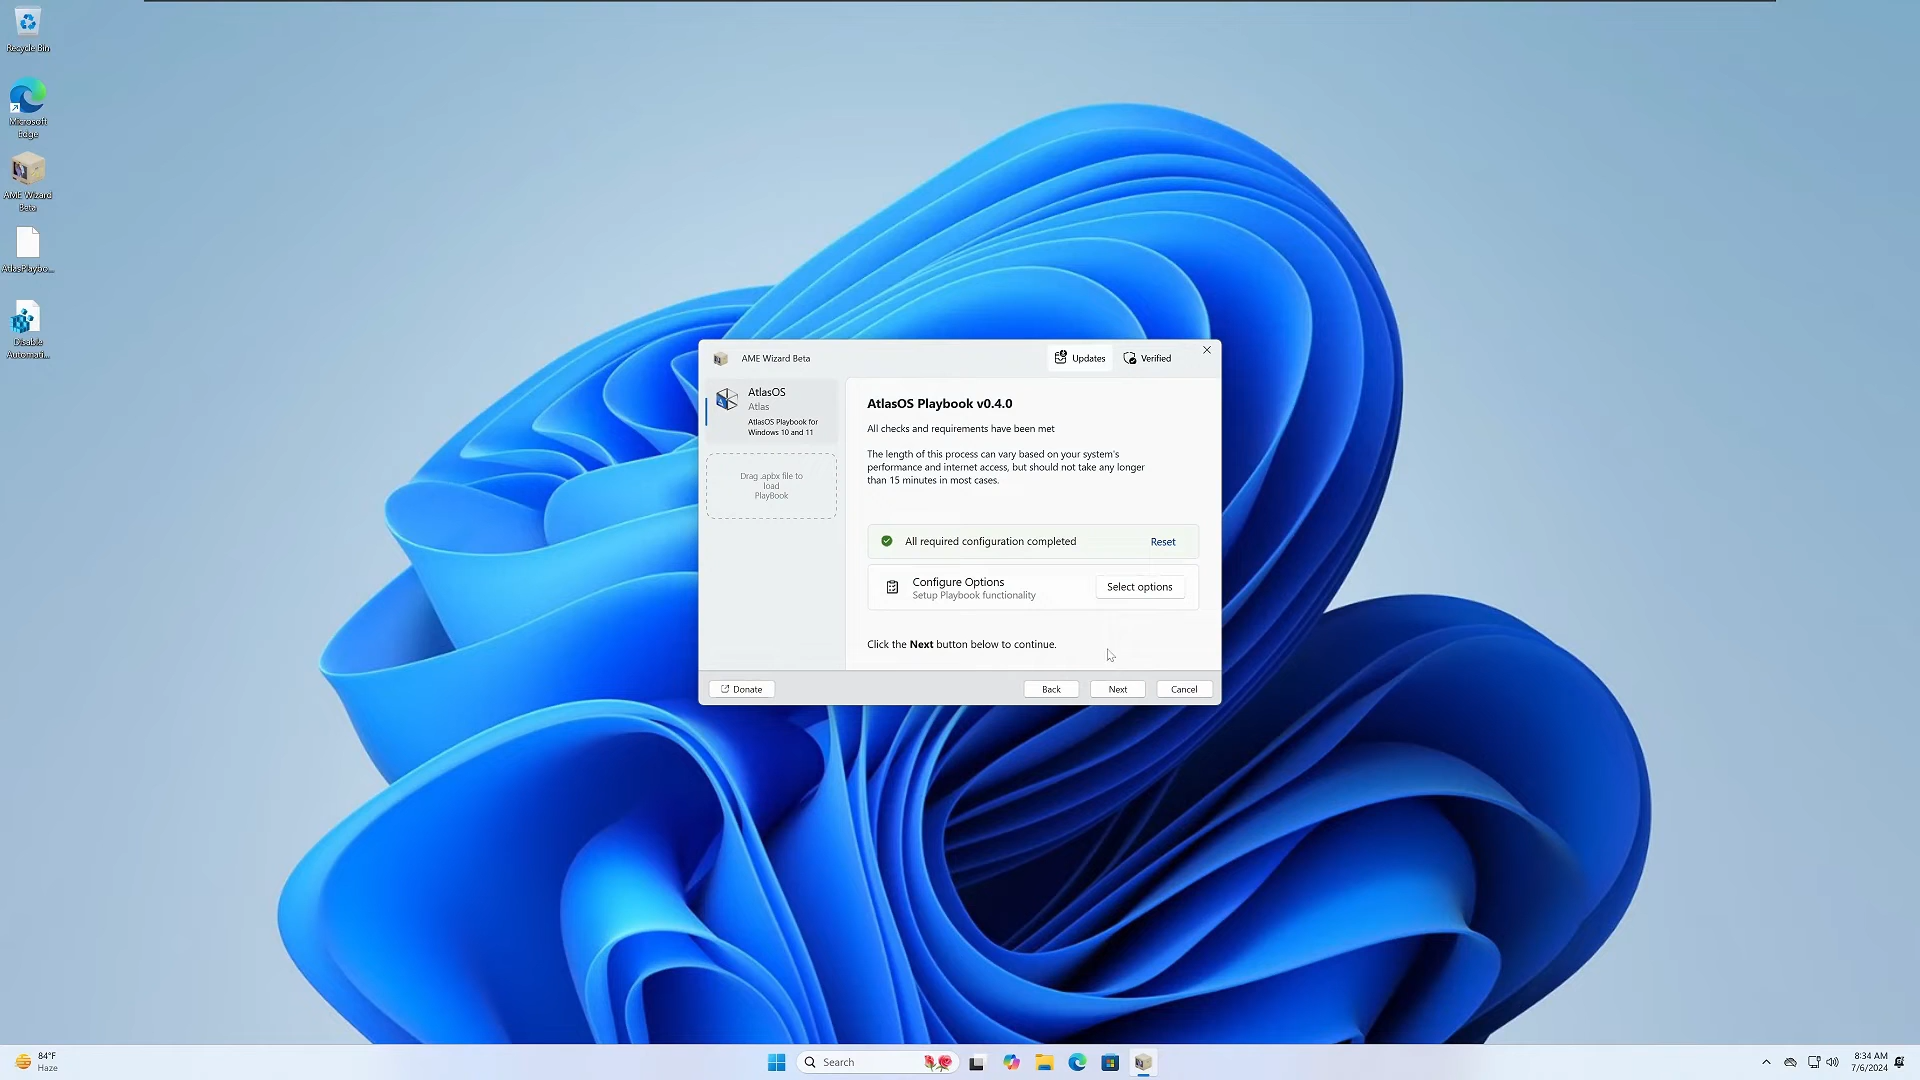 Recycle Bin
Microsoft
Edge
AME Wizard
Beta
AtlasPlaybo...
Disable
Automati...
AME Wizard Beta
Updates
Verified
AtlasOS
Atlas
AtlasOS Playbook for
Windows 10 and 11
Drag .apbx file to
load
PlayBook
AtlasOS Playbook v0.4.0
All checks and requirements have been met
The length of this process can vary based on your system's
performance and internet access, but should not take any longer
than 15 minutes in most cases.
All required configuration completed
Reset
Configure Options
Setup Playbook functionality
Select options
Click the Next button below to continue.
Donate
Back
Next
Cancel
84°F
Haze
Search
8:34 AM
7/6/2024